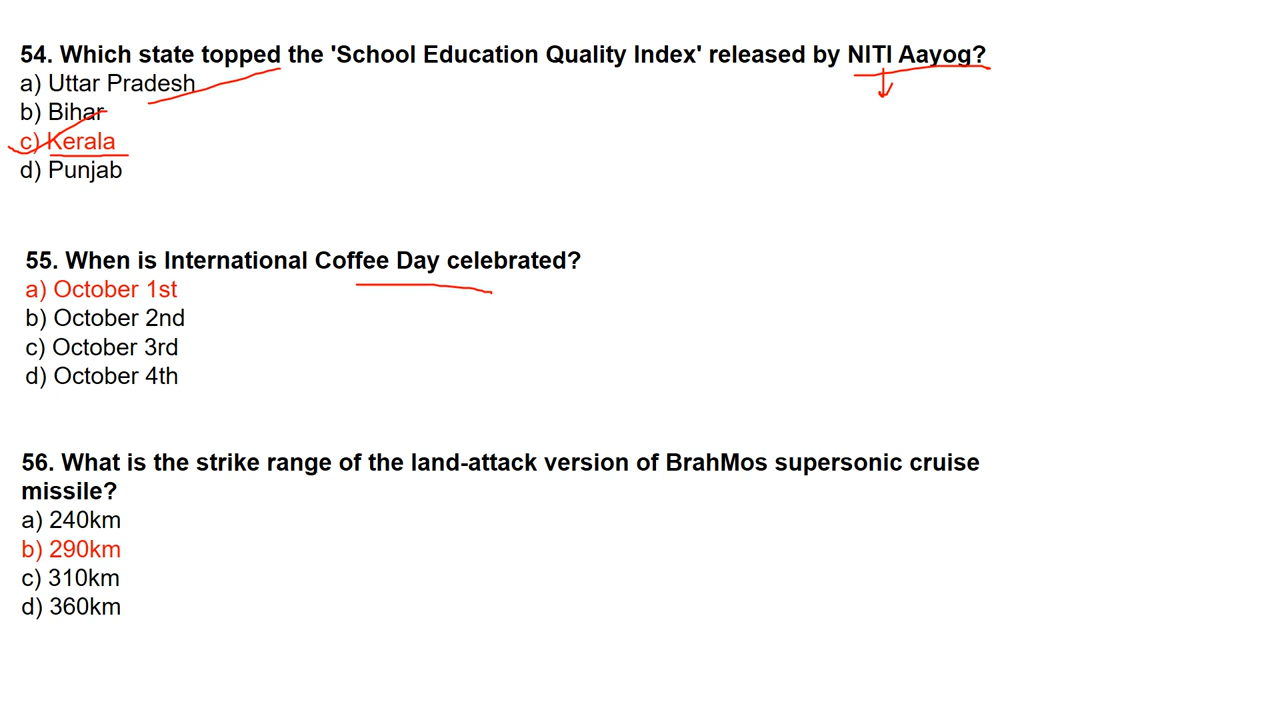 54. Which state topped the 'School Education Quality Index' released by NITI Aayog?
a) Uttar Pradesh
b) Bihar
c) Kerala
d) Punjab
55. When is International Coffee Day celebrated?
a) October 1st
b) October 2nd
c) October 3rd
d) October 4th
56. What is the strike range of the land-attack version of BrahMos supersonic cruise
missile?
a) 240km
b) 290km
c) 310km
d) 360km